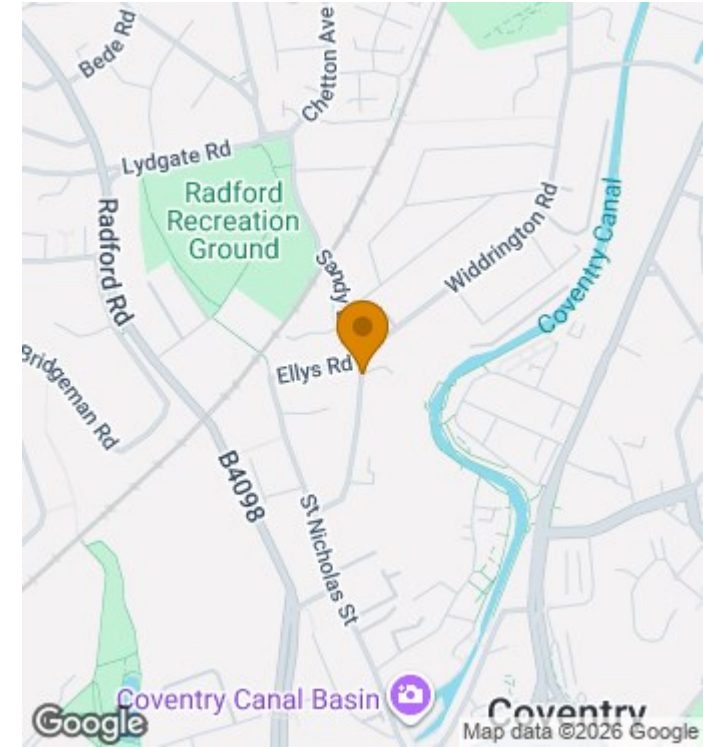 Bede Rd
Chetton Ave
Lydgate Rd
Radford
Recreation
Ground
Radford Rd
Sandy
Widdrington Rd
Coventry Canal
Ellys Rd
Bridgeman Rd
B4098
St Nicholas St
Coventry Canal Basin
Coventry
Google
Map data ©2026 Google